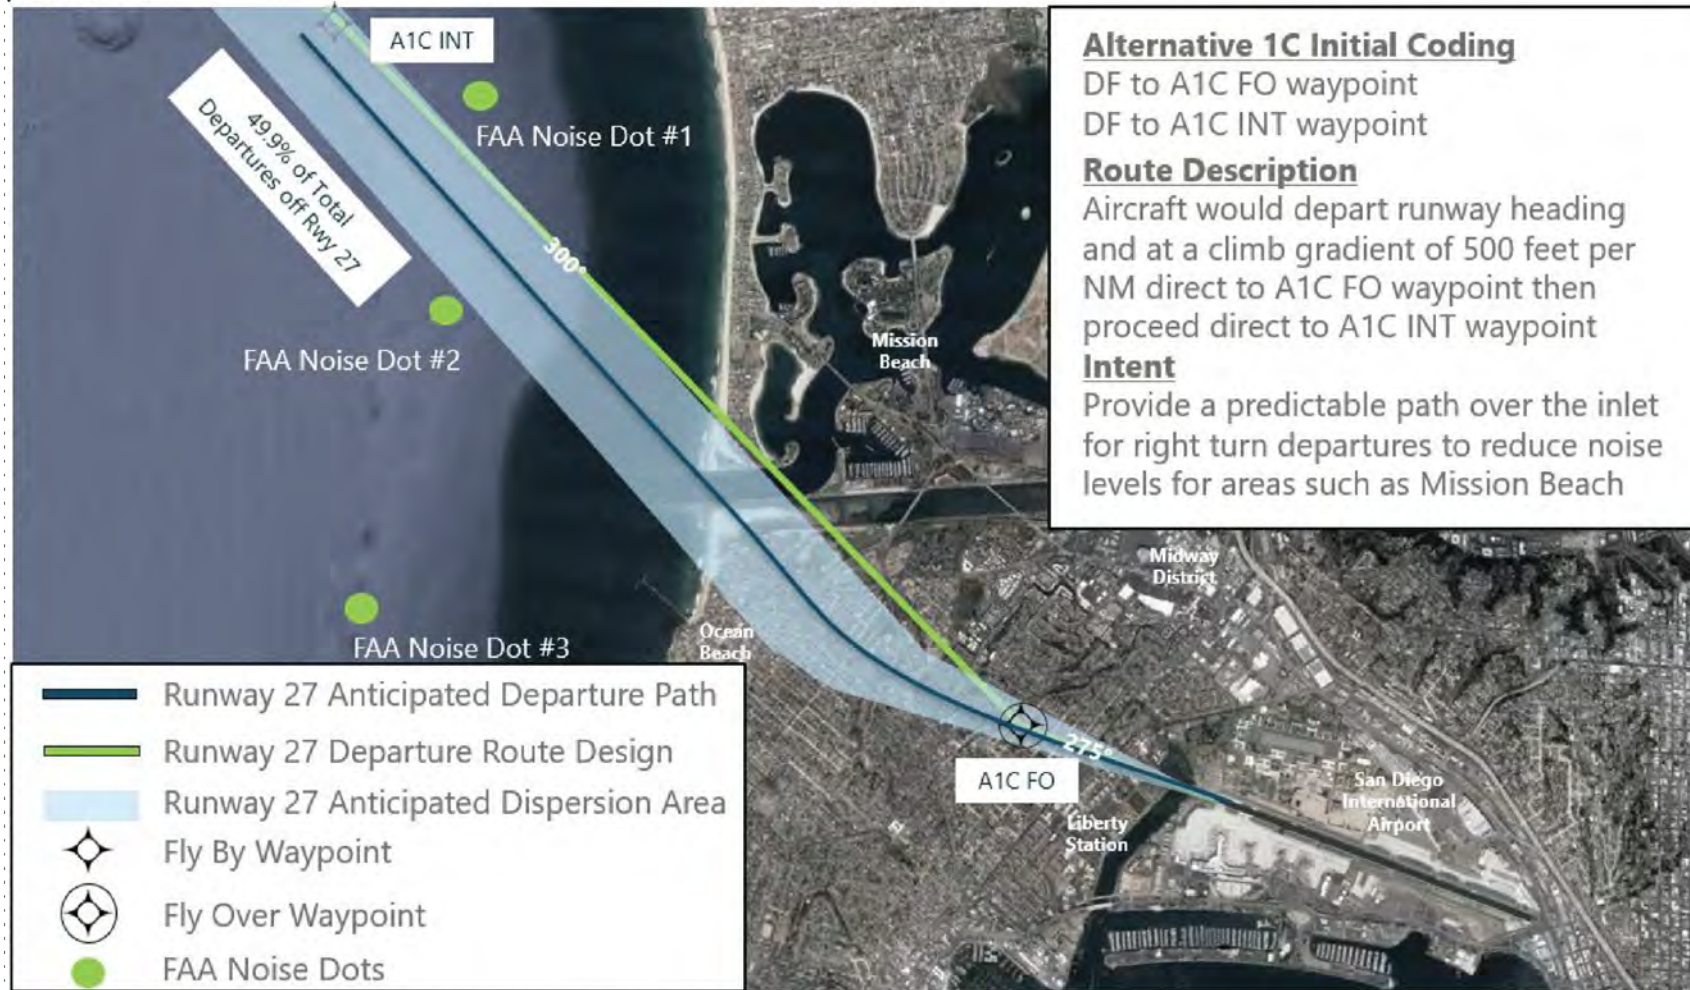 A1C INT
49.9% of Total
Departures off Rwy 27
FAA Noise Dot #1
FAA Noise Dot #2
FAA Noise Dot #3
300°
Mission
Beach
Midway
District
Ocean
Beach
275°
A1C FO
Liberty
Station
San Diego
International
Airport
Alternative 1C Initial Coding
DF to A1C FO waypoint
DF to A1C INT waypoint
Route Description
Aircraft would depart runway heading
and at a climb gradient of 500 feet per
NM direct to A1C FO waypoint then
proceed direct to A1C INT waypoint
Intent
Provide a predictable path over the inlet
for right turn departures to reduce noise
levels for areas such as Mission Beach
Runway 27 Anticipated Departure Path
Runway 27 Departure Route Design
Runway 27 Anticipated Dispersion Area
Fly By Waypoint
Fly Over Waypoint
FAA Noise Dots